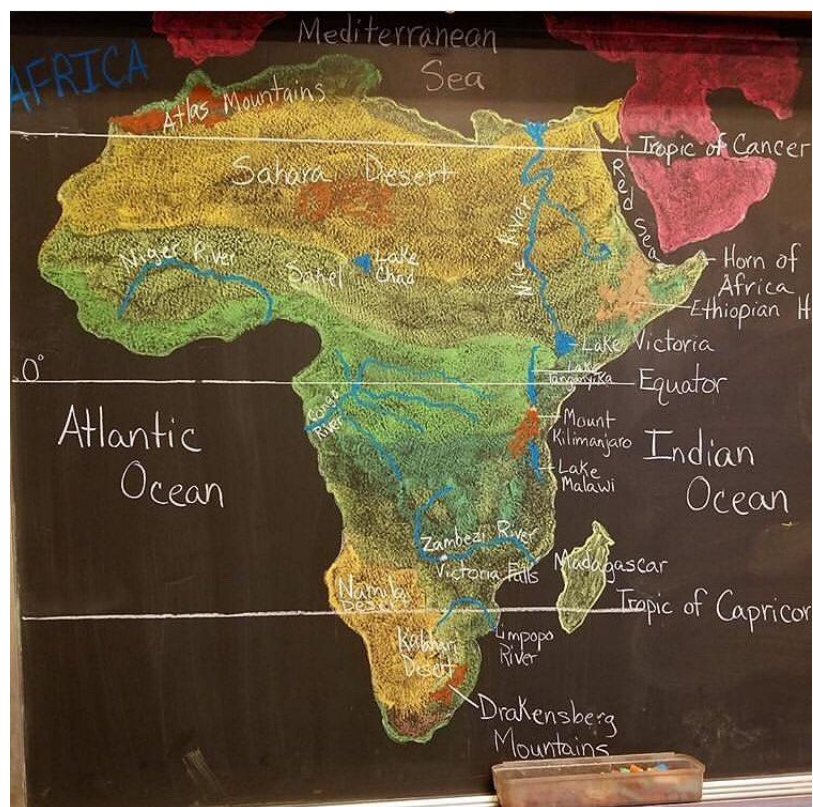 Mediterranean
Sea
AFRICA
Atlas Mountains
Tropic of Cancer
Sahara Desert
Red Sea
Nile River
Niger River
Sahel
Lake
Chad
Horn of
Africa
Ethiopian H
Lake Victoria
Lake
Tanganyika
0°
Equator
Congo
River
Mount
Kilimanjaro
Atlantic
Ocean
Indian
Ocean
Lake
Malawi
Zambezi River
Victoria Falls
Madagascar
Namib
Desert
Tropic of Capricor
Limpopo
River
Kalahari
Desert
Drakensberg
Mountains